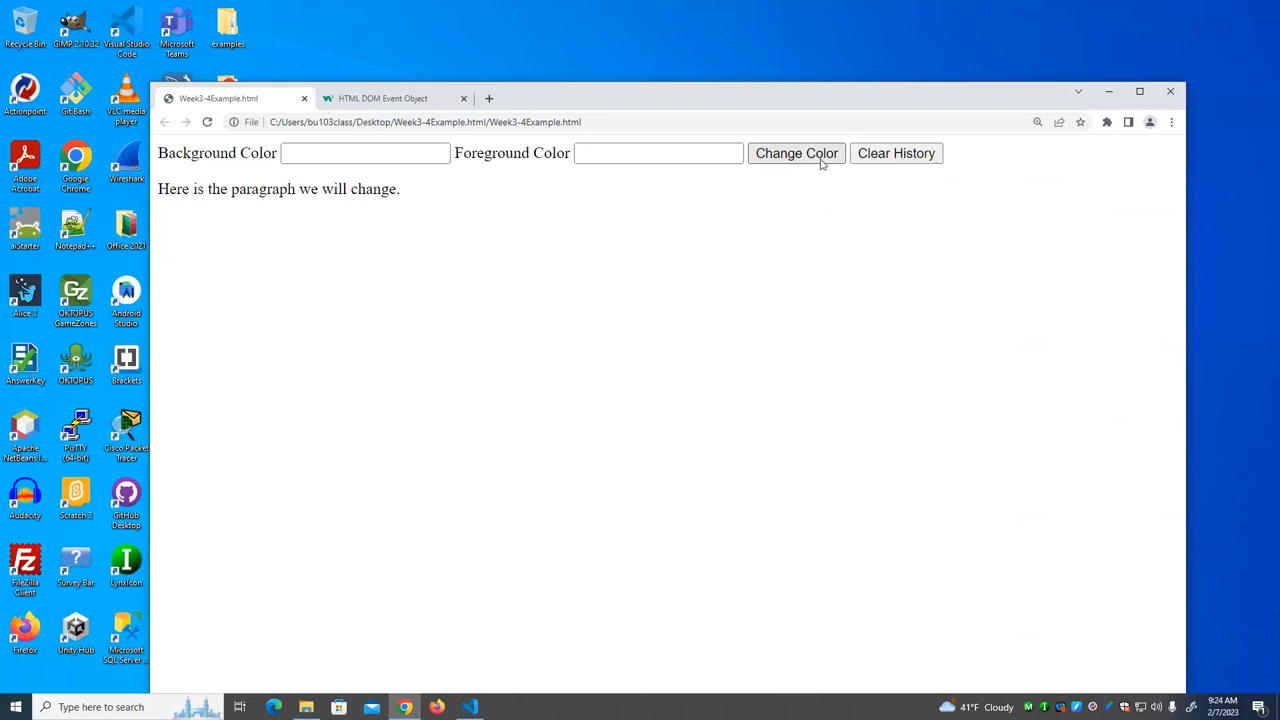 Recycle Bin
GIMP 2.10.32
Visual Studio
Code
Microsoft
Teams
examples
Week3-4Example.html
HTML DOM Event Object
Actionpoint
Git Bash
VLC media
player
File
C:/Users/bu103class/Desktop/Week3-4Example.html/Week3-4Example.html
Background Color
Foreground Color
Change Color
Clear History
Here is the paragraph we will change.
Adobe
Acrobat
Google
Chrome
Wireshark
aiStarter
Notepad++
Office 2021
Alice 3
OKTOPUS
GameZones
Android
Studio
AnswerKey
OKTOPUS
Brackets
Apache
NetBeans I...
PuTTY
(64-bit)
Cisco Packet
Tracer
Audacity
Scratch 3
GitHub
Desktop
FileZilla
Client
Survey Bar
LynxIcon
Firefox
Unity Hub
Microsoft
SQL Server ...
Type here to search
41°F Cloudy
9:24 AM
2/7/2023